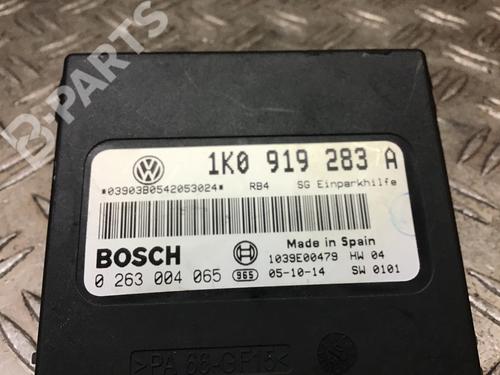 B-PARTS
1K0 919 283 A
*03903B0542053024* RB4 SG Einparkhilfe
Made in Spain
BOSCH 1039E00479 HW 04
0 263 004 065 965 05-10-14 SW 0101
>PA 66-GF15<